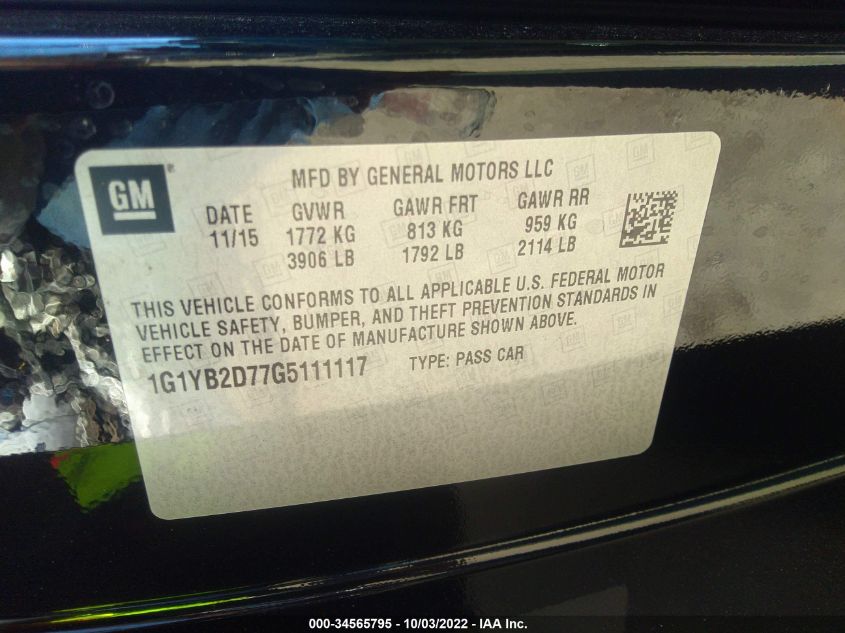 GM
MFD BY GENERAL MOTORS LLC
DATE GVWR GAWR FRT GAWR RR
11/15 1772 KG 813 KG 959 KG
3906 LB 1792 LB 2114 LB
THIS VEHICLE CONFORMS TO ALL APPLICABLE U.S. FEDERAL MOTOR
VEHICLE SAFETY, BUMPER, AND THEFT PREVENTION STANDARDS IN
EFFECT ON THE DATE OF MANUFACTURE SHOWN ABOVE.
1G1YB2D77G5111117 TYPE: PASS CAR
000-34565795 - 10/03/2022 - IAA Inc.